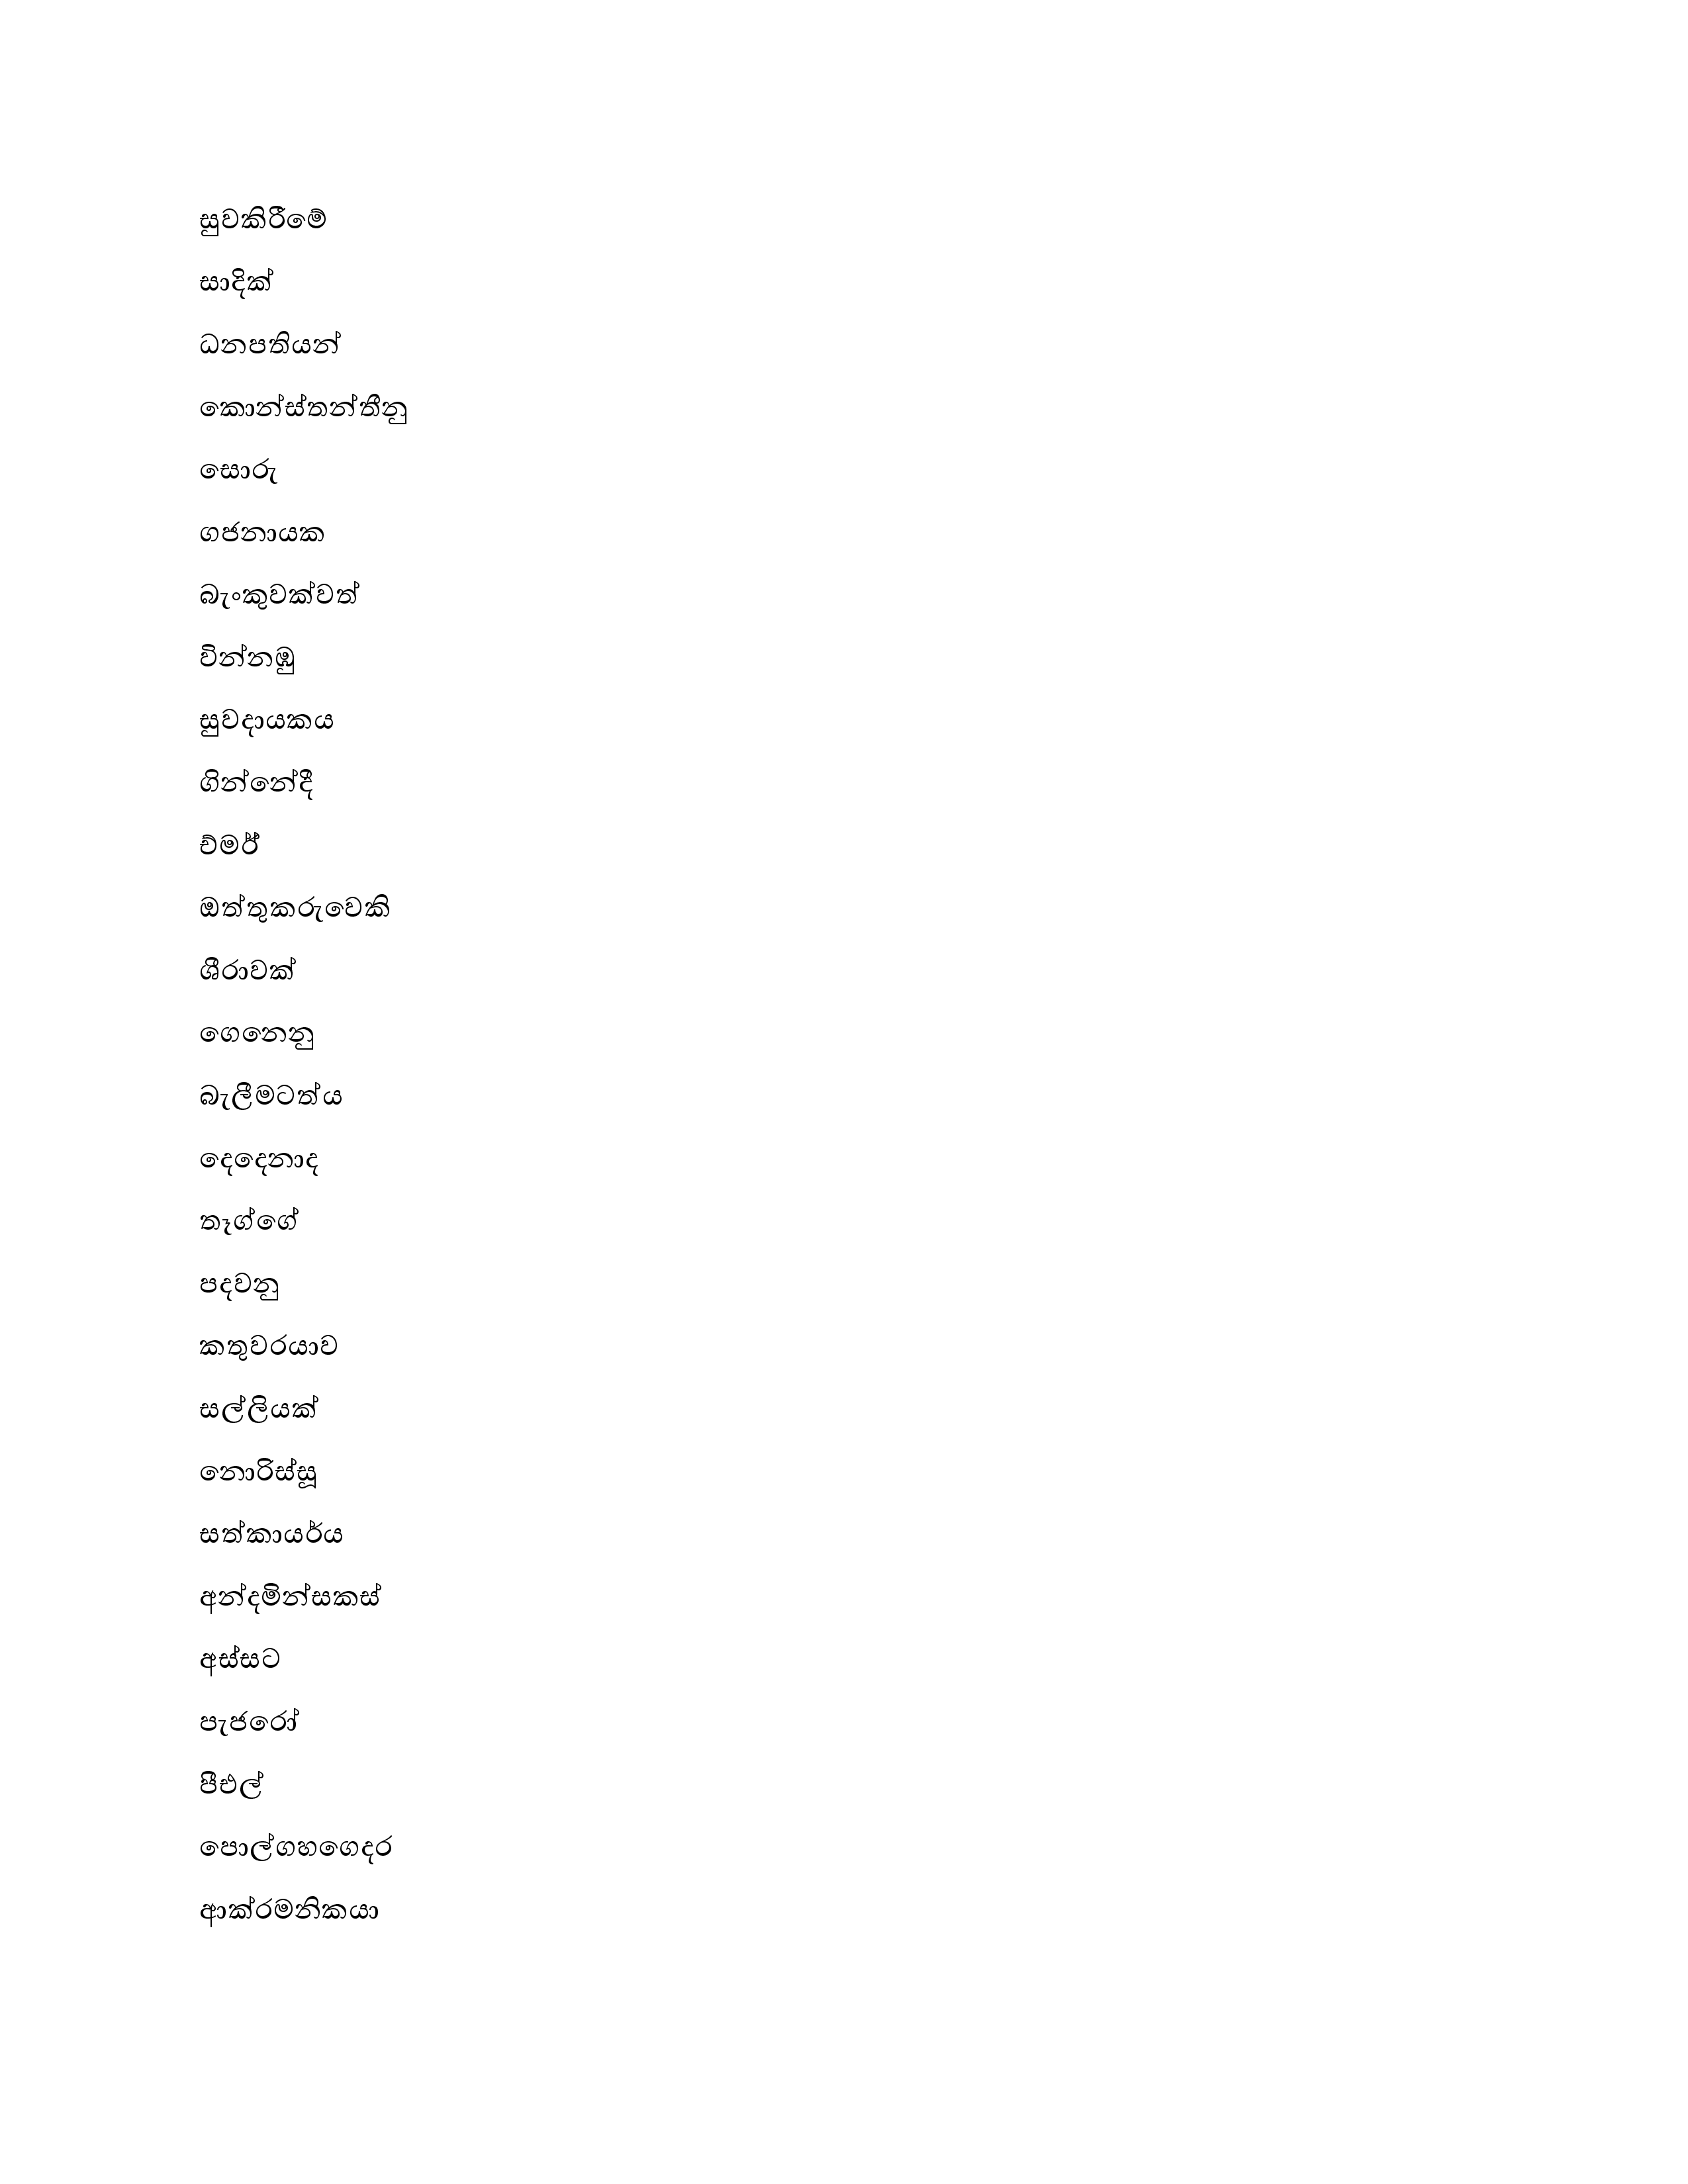 සුවකිරීමේ
සාදික්
ධනපතියන්
කොන්ස්තන්තීනු
සොරු
ගජනායක
බැංකුවක්වත්
වින්නඹු
සුවදායකය
ගින්නේදී
ච්මර්
ඔත්තුකරුවෙකි
ශීරාවක්
ගෙනෙනු
බැලීමටත්ය
දෙදෙනාද
තෑග්ගේ
පදවනු
කතුවරයාව
සල්ලියක්
නොරිස්සූ
සත්කායර්ය
අන්දමින්සකස්
අස්සට
පැජරෝ
පීඑල්
පොල්ගහගෙදර
ආක්රමනිකයා